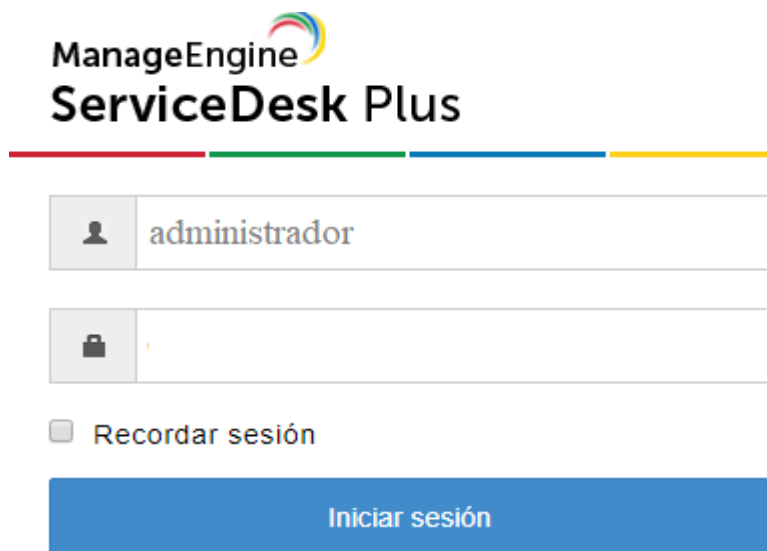 ManageEngine
ServiceDesk Plus
administrador
Recordar sesión
Iniciar sesión